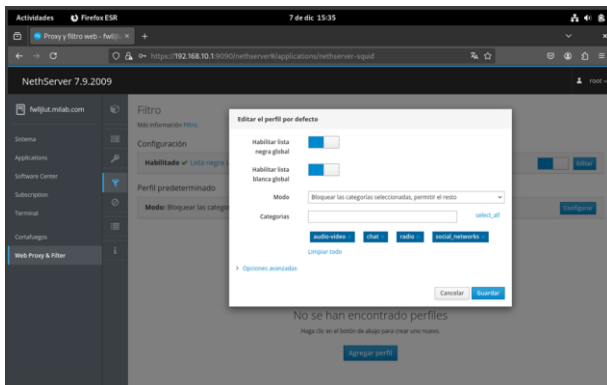 Actividades Firefox ESR 7 de dic 15:35
Proxy y filtro web - fwlljlut
https://192.168.10.1:9090/nethserver#/applications/nethserver-squid
NethServer 7.9.2009 root
fwlljlut.milab.com
Sistema
Applications
Software Center
Subscription
Terminal
Cortafuegos
Web Proxy & Filter
Filtro
Más información Filtro.
Configuración
Habilitado Lista negra
Editar
Perfil predeterminado
Modo: Bloquear las catego
Configurar
Editar el perfil por defecto
Habilitar lista
negra global
Habilitar lista
blanca global
Modo Bloquear las categorías seleccionadas, permitir el resto
Categorías select_all
audio-video chat radio social_networks
Limpiar todo
Opciones avanzadas
Cancelar Guardar
No se han encontrado perfiles
Haga clic en el botón de abajo para crear uno nuevo.
Agregar perfil